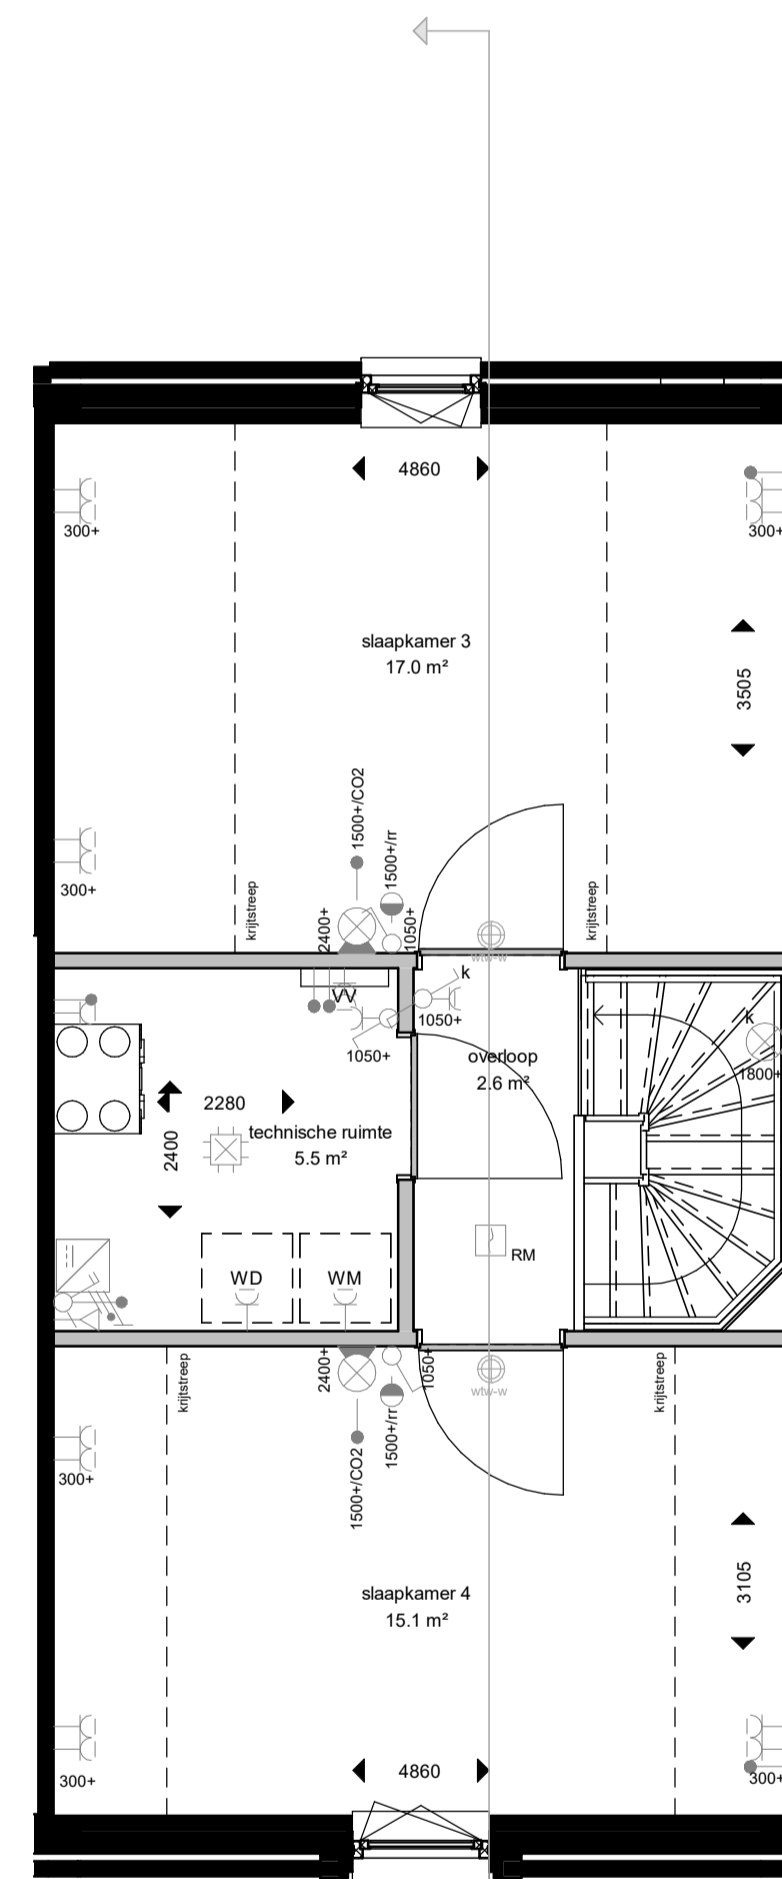 4860
300+
300+
slaapkamer 3
17.0 m²
3505
1500+/CO2
1500+/rr
300+
krijtstreep
2400+
1050+
krijtstreep
wtw-w
k
VV
1050+
1050+
k
1800+
overloop
2.6 m²
2280
technische ruimte
5.5 m²
2400
RM
WD
WM
krijtstreep
2400+
1050+
wtw-w
krijtstreep
1500+/rr
1500+/CO2
300+
slaapkamer 4
15.1 m²
3105
4860
300+
300+